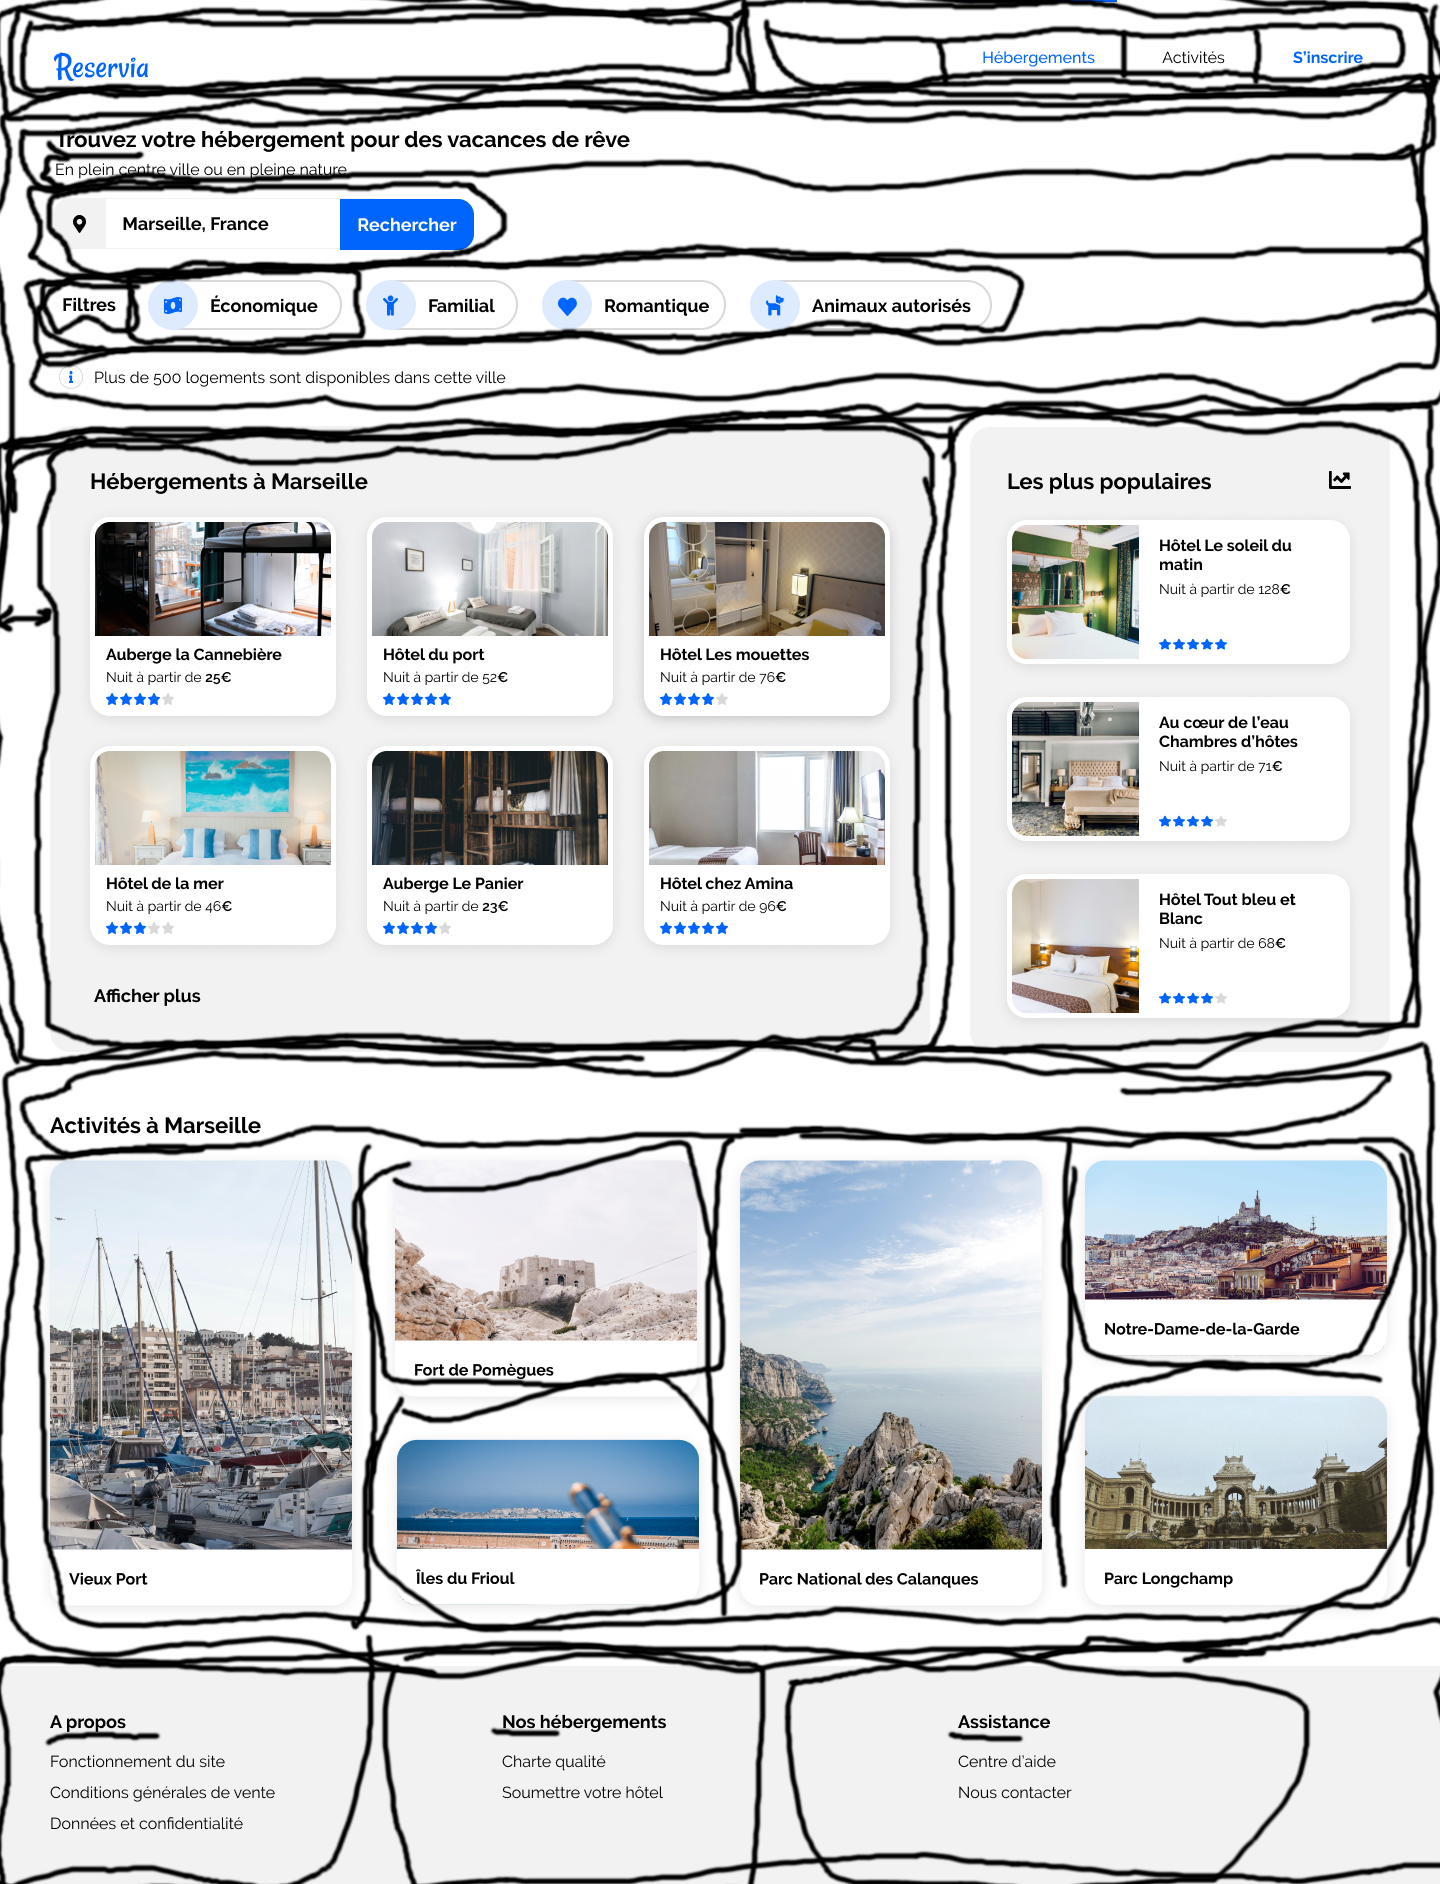 Reservia
Hébergements
Activités
S'inscrire
Trouvez votre hébergement pour des vacances de rêve
En plein centre ville ou en pleine nature
Marseille, France
Rechercher
Filtres
Économique
Familial
Romantique
Animaux autorisés
Plus de 500 logements sont disponibles dans cette ville
Hébergements à Marseille
Auberge la Cannebière
Nuit à partir de 25€
Hôtel du port
Nuit à partir de 52€
Hôtel Les mouettes
Nuit à partir de 76€
Hôtel de la mer
Nuit à partir de 46€
Auberge Le Panier
Nuit à partir de 23€
Hôtel chez Amina
Nuit à partir de 96€
Afficher plus
Les plus populaires
Hôtel Le soleil du
matin
Nuit à partir de 128€
Au cœur de l'eau
Chambres d'hôtes
Nuit à partir de 71€
Hôtel Tout bleu et
Blanc
Nuit à partir de 68€
Activités à Marseille
Vieux Port
Fort de Pomègues
Îles du Frioul
Parc National des Calanques
Notre-Dame-de-la-Garde
Parc Longchamp
A propos
Fonctionnement du site
Conditions générales de vente
Données et confidentialité
Nos hébergements
Charte qualité
Soumettre votre hôtel
Assistance
Centre d'aide
Nous contacter